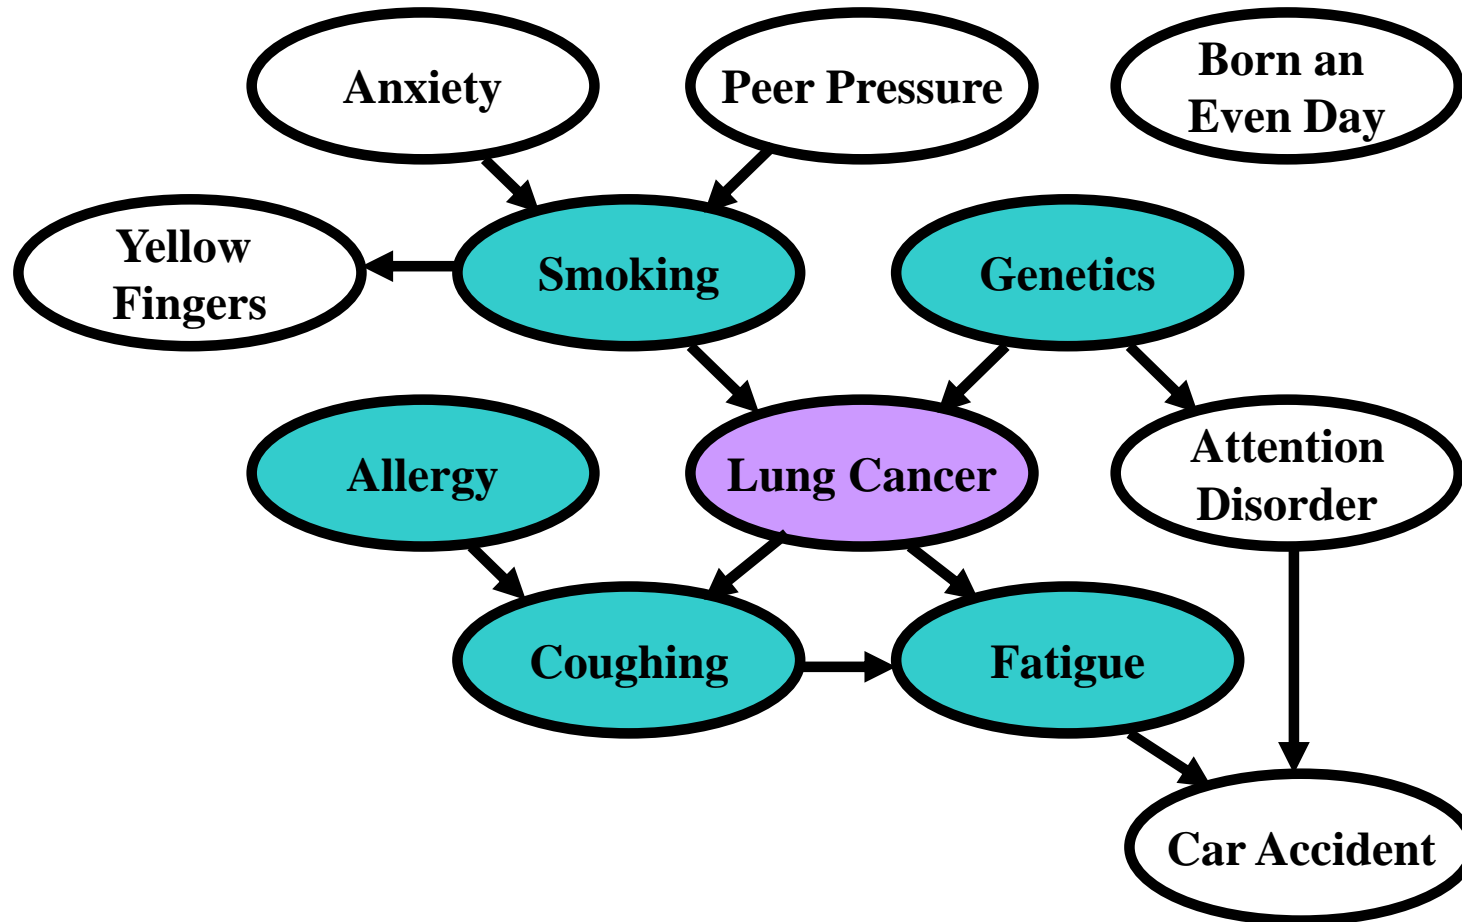 Anxiety
Peer Pressure
Born an
Even Day
Yellow
Fingers
Smoking
Genetics
Allergy
Lung Cancer
Attention
Disorder
Coughing
Fatigue
Car Accident